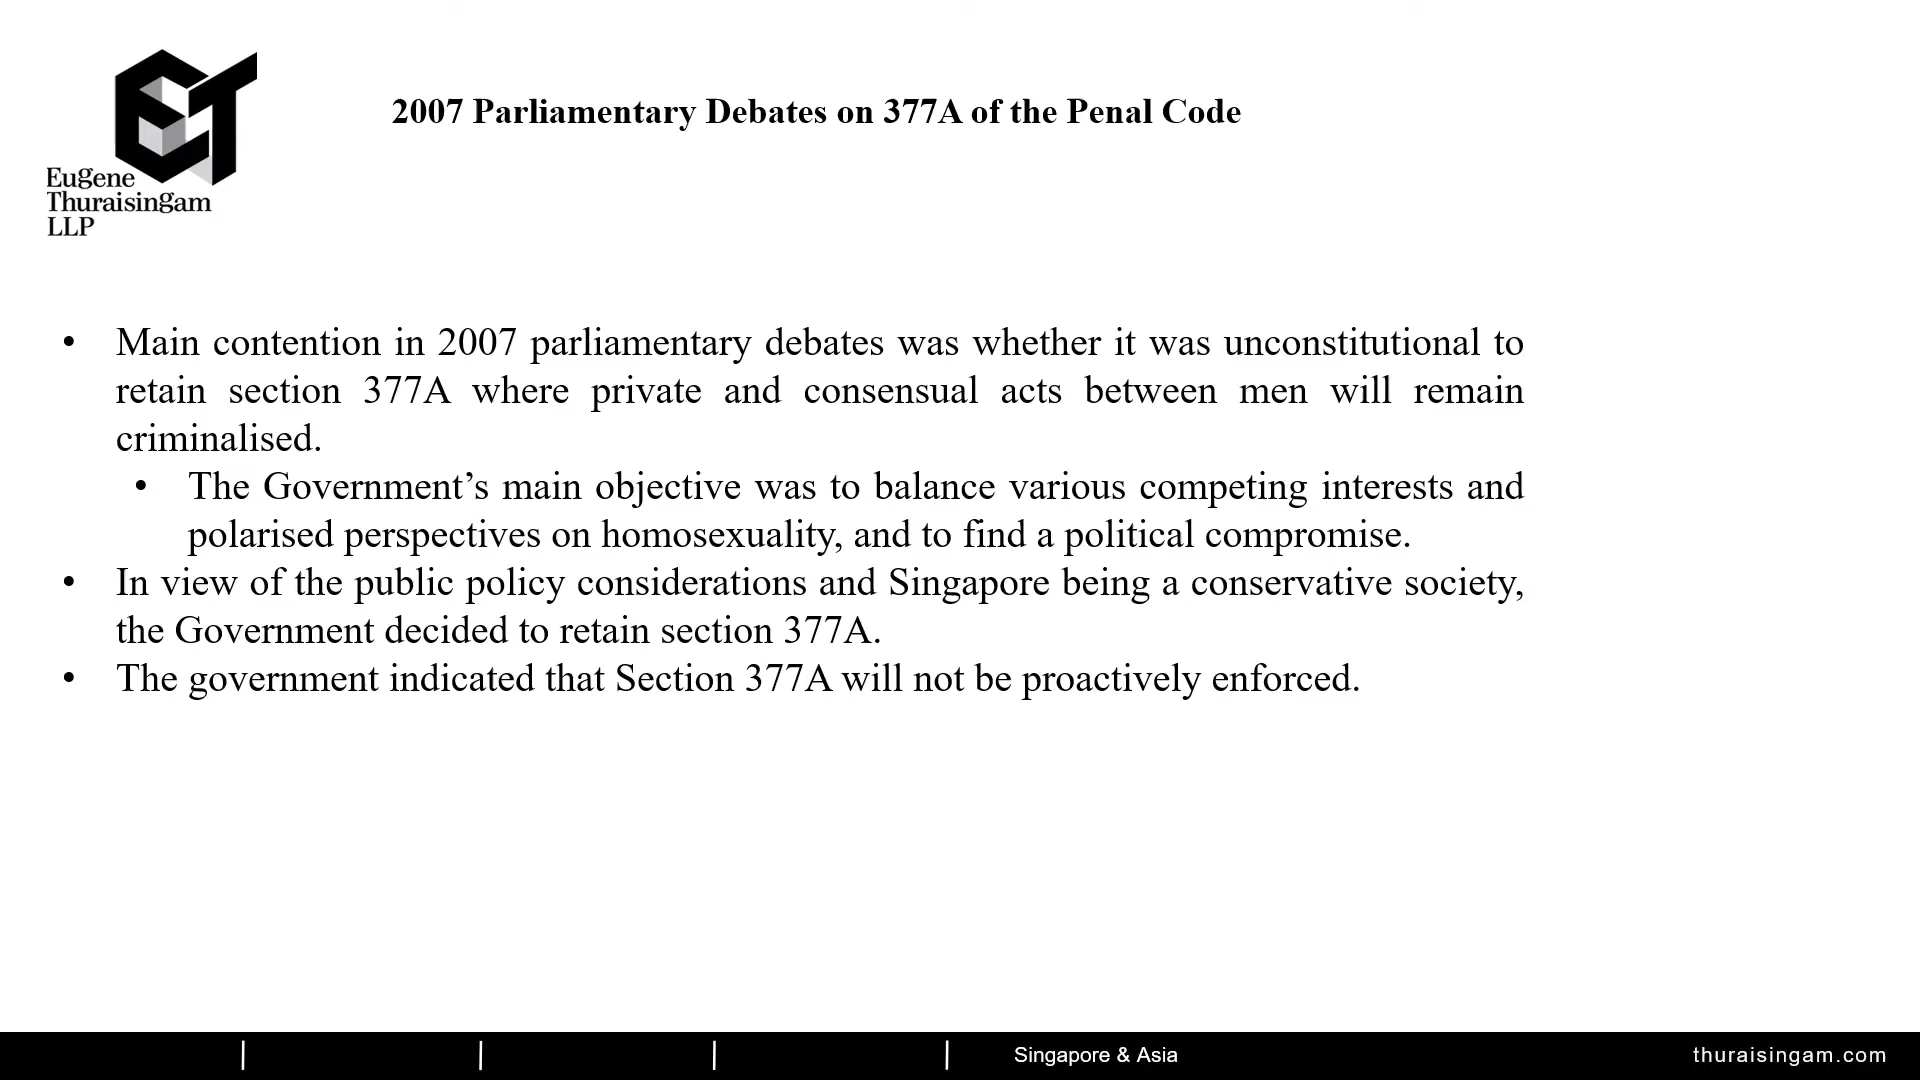 ET
Eugene
Thuraisingam
LLP
2007 Parliamentary Debates on 377A of the Penal Code
• Main contention in 2007 parliamentary debates was whether it was unconstitutional to
retain section 377A where private and consensual acts between men will remain
criminalised.
• The Government’s main objective was to balance various competing interests and
polarised perspectives on homosexuality, and to find a political compromise.
• In view of the public policy considerations and Singapore being a conservative society,
the Government decided to retain section 377A.
• The government indicated that Section 377A will not be proactively enforced.
Singapore & Asia
thuraisingam.com